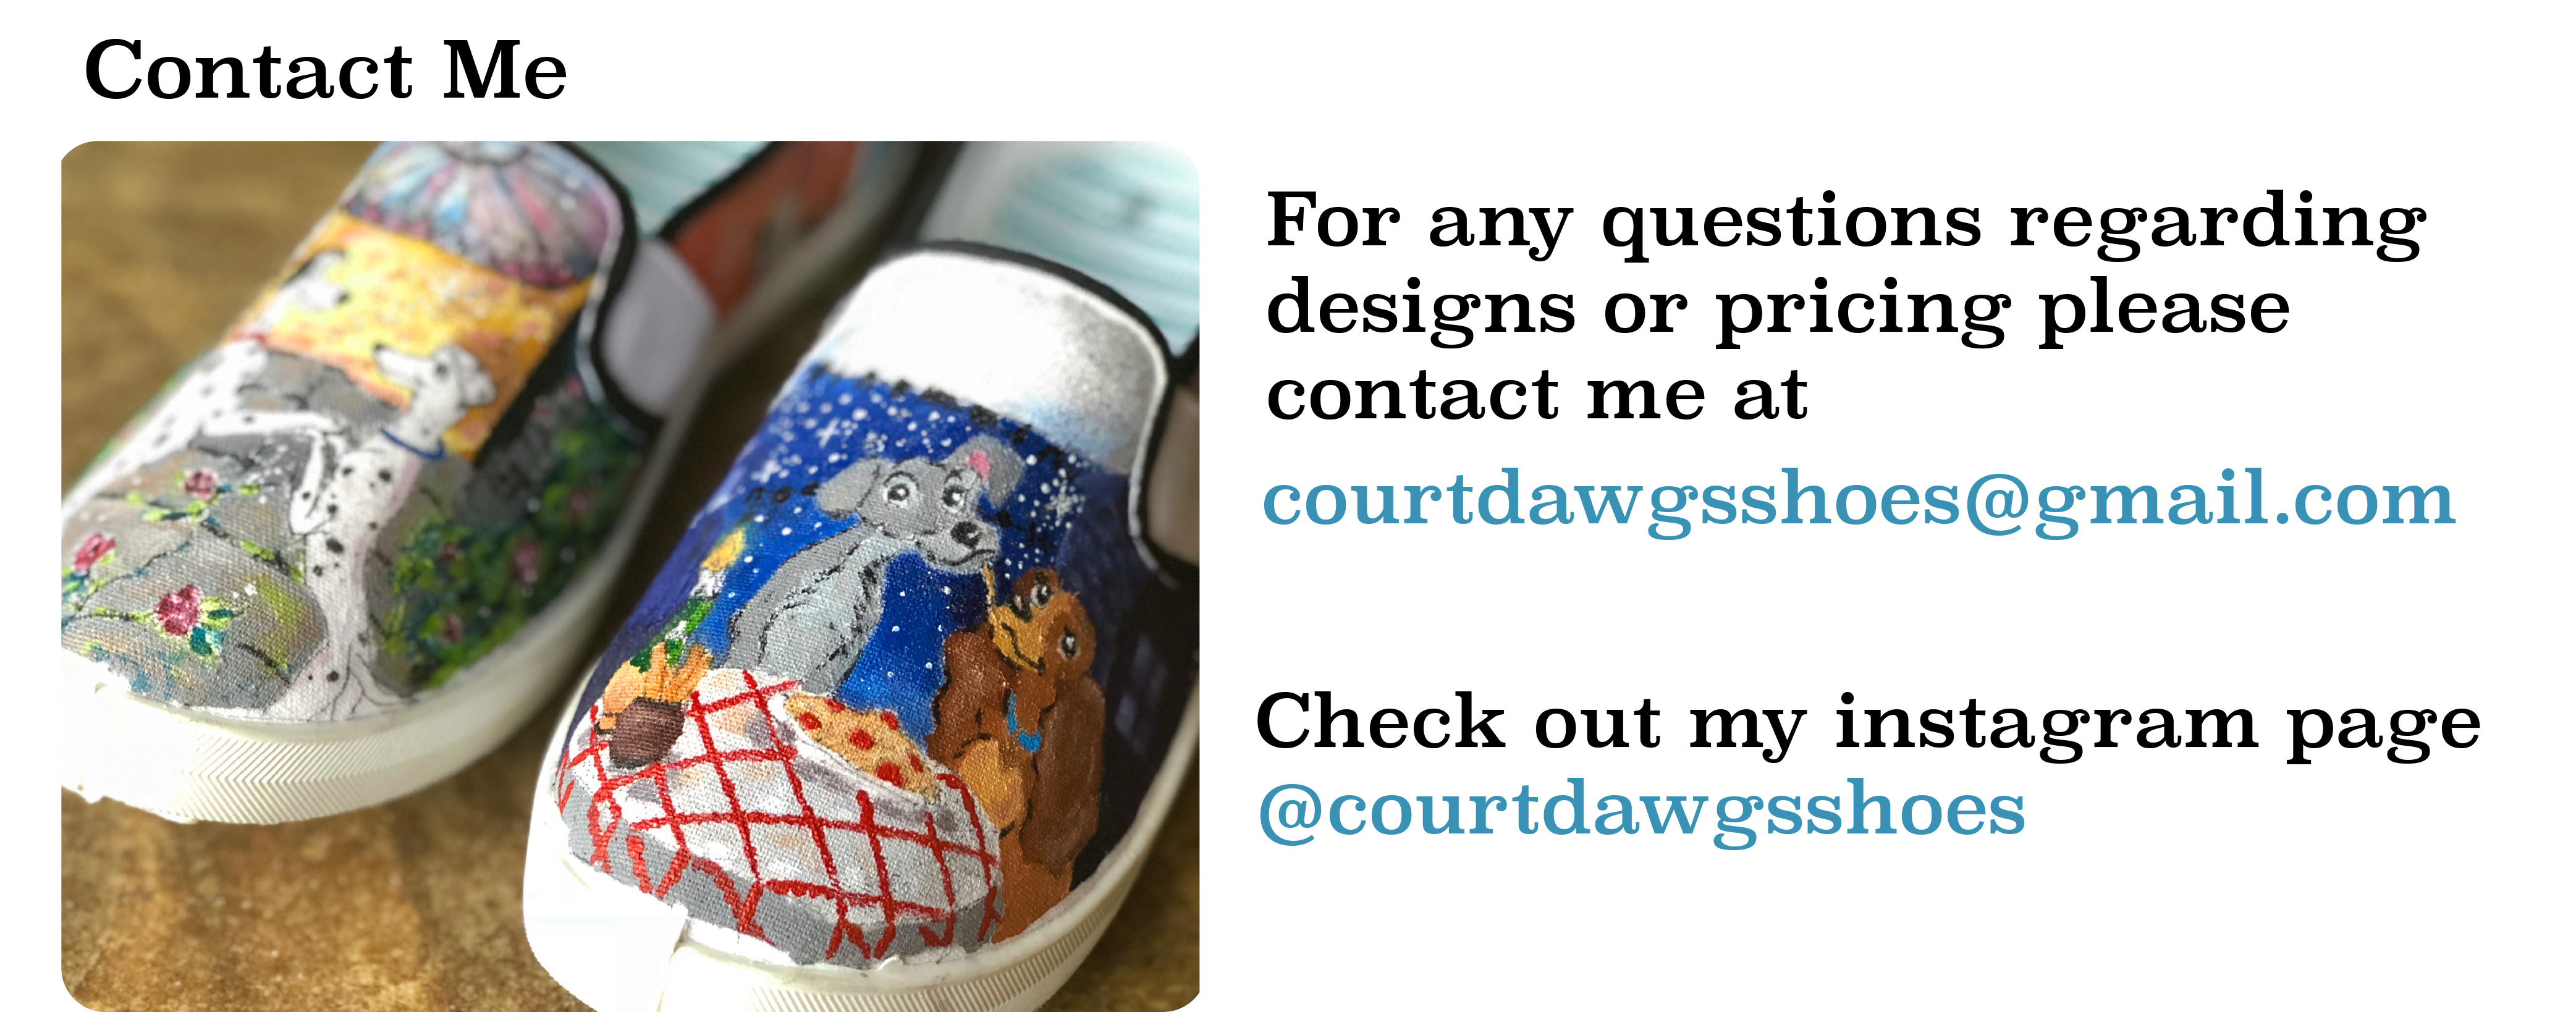 Contact Me
For any questions regarding
designs or pricing please
contact me at
courtdawgsshoes@gmail.com
Check out my instagram page
@courtdawgsshoes